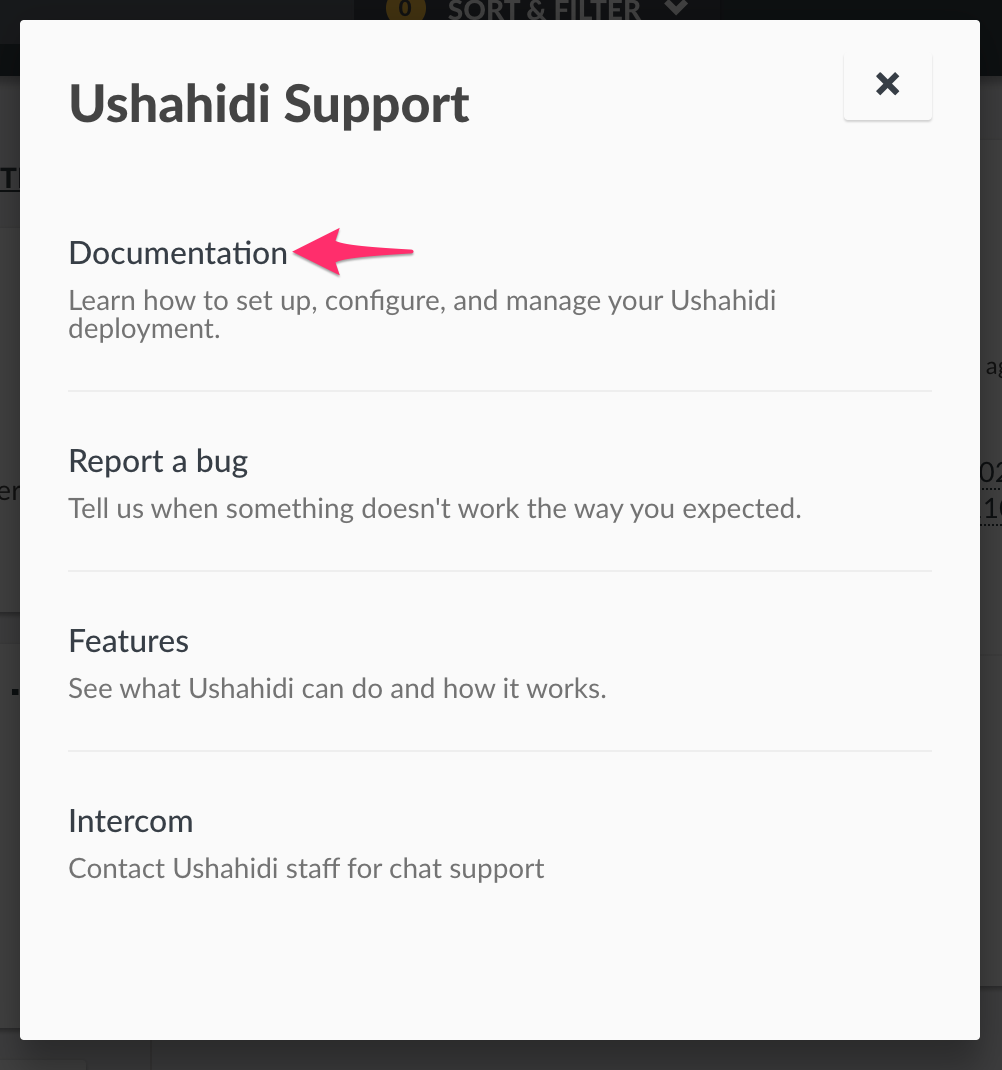 0 SORT & FILTER
Ushahidi Support
Documentation
Learn how to set up, configure, and manage your Ushahidi
deployment.
Report a bug
Tell us when something doesn't work the way you expected.
Features
See what Ushahidi can do and how it works.
Intercom
Contact Ushahidi staff for chat support